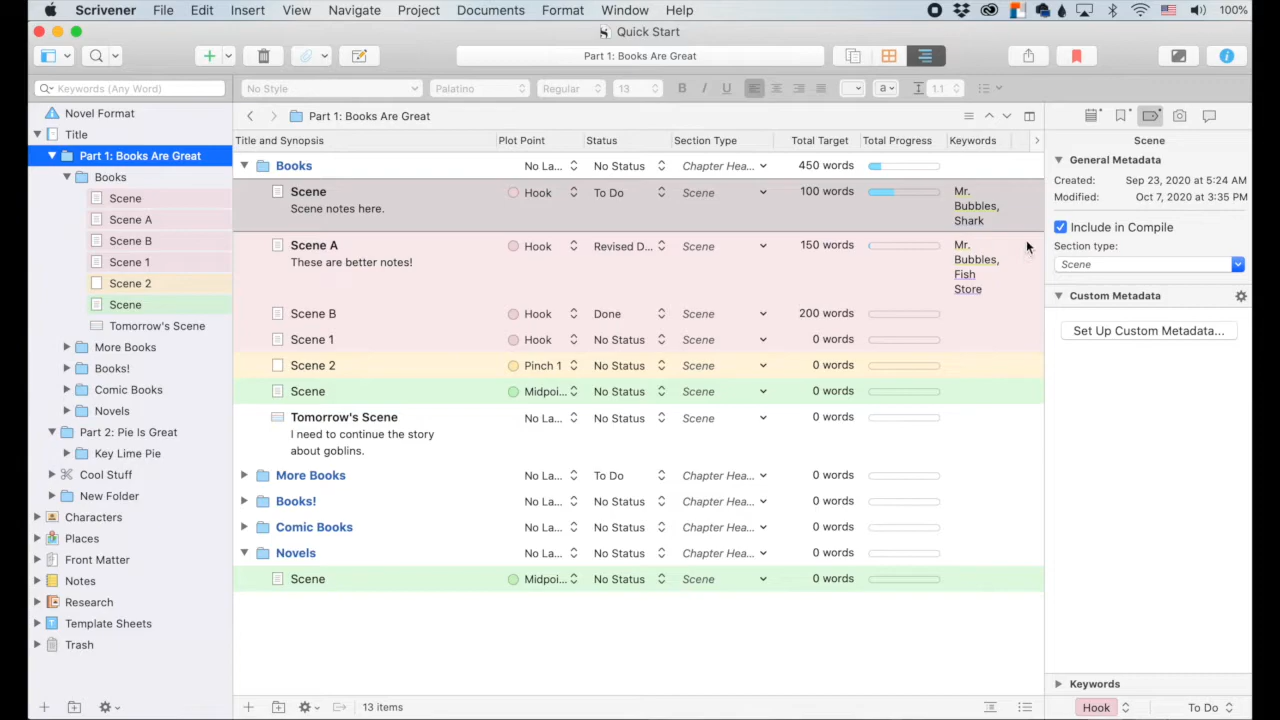 Scrivener File Edit Insert View Navigate Project Documents Format Window Help 100%
Quick Start
Part 1: Books Are Great
Keywords (Any Word)
No Style Palatino Regular 13 B I U a 1.1
Novel Format
Title
Part 1: Books Are Great
Books
Scene
Scene A
Scene B
Scene 1
Scene 2
Scene
Tomorrow's Scene
More Books
Books!
Comic Books
Novels
Part 2: Pie Is Great
Key Lime Pie
Cool Stuff
New Folder
Characters
Places
Front Matter
Notes
Research
Template Sheets
Trash
Part 1: Books Are Great
Title and Synopsis Plot Point Status Section Type Total Target Total Progress Keywords
Books No La... No Status Chapter Hea... 450 words
Scene Hook To Do Scene 100 words Mr.
Scene notes here. Bubbles,
Shark
Scene A Hook Revised D... Scene 150 words Mr.
These are better notes! Bubbles,
Fish
Store
Scene B Hook Done Scene 200 words
Scene 1 Hook No Status Scene 0 words
Scene 2 Pinch 1 No Status Scene 0 words
Scene Midpoi... No Status Scene 0 words
Tomorrow's Scene No La... No Status Scene 0 words
I need to continue the story
about goblins.
More Books No La... To Do Chapter Hea... 0 words
Books! No La... No Status Chapter Hea... 0 words
Comic Books No La... No Status Chapter Hea... 0 words
Novels No La... No Status Chapter Hea... 0 words
Scene Midpoi... No Status Scene 0 words
13 items
Scene
General Metadata
Created: Sep 23, 2020 at 5:24 AM
Modified: Oct 7, 2020 at 3:35 PM
Include in Compile
Section type:
Scene
Custom Metadata
Set Up Custom Metadata...
Keywords
Hook To Do